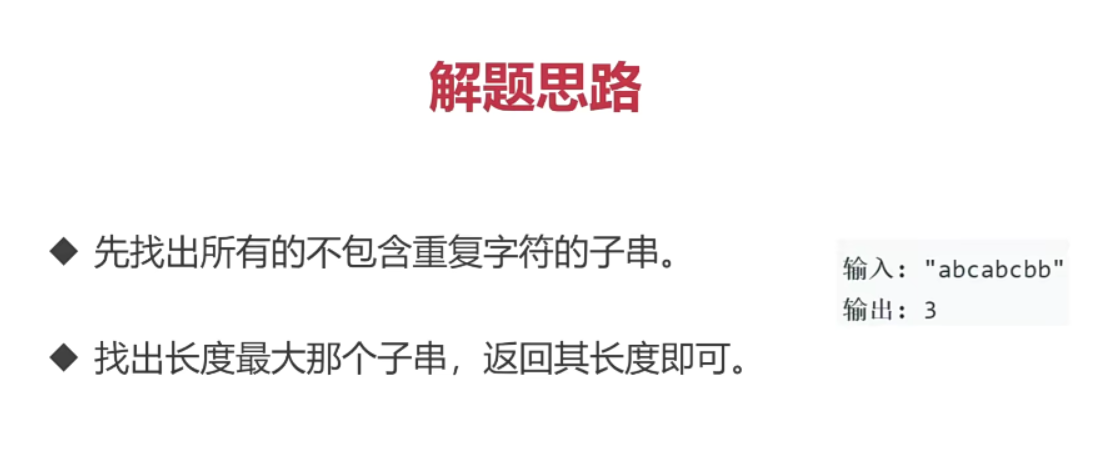 解题思路
◆ 先找出所有的不包含重复字符的子串。
输入: "abcabcbb"
输出: 3
◆ 找出长度最大那个子串，返回其长度即可。